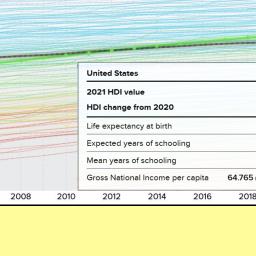 United States
2021 HDI value
HDI change from 2020
Life expectancy at birth
Expected years of schooling
Mean years of schooling
Gross National Income per capita 64.765
2008 2010 2012 2014 2016 2018